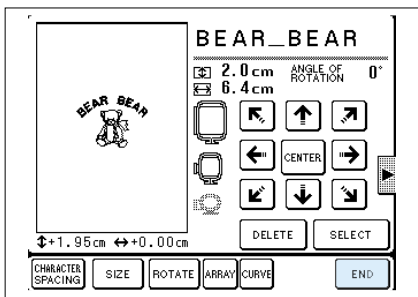 BEAR_BEAR
2.0cm
6.4cm
ANGLE OF
ROTATION
0°
BEAR BEAR
CENTER
DELETE
SELECT
+1.95cm
+0.00cm
CHARACTER
SPACING
SIZE
ROTATE
ARRAY
CURVE
END